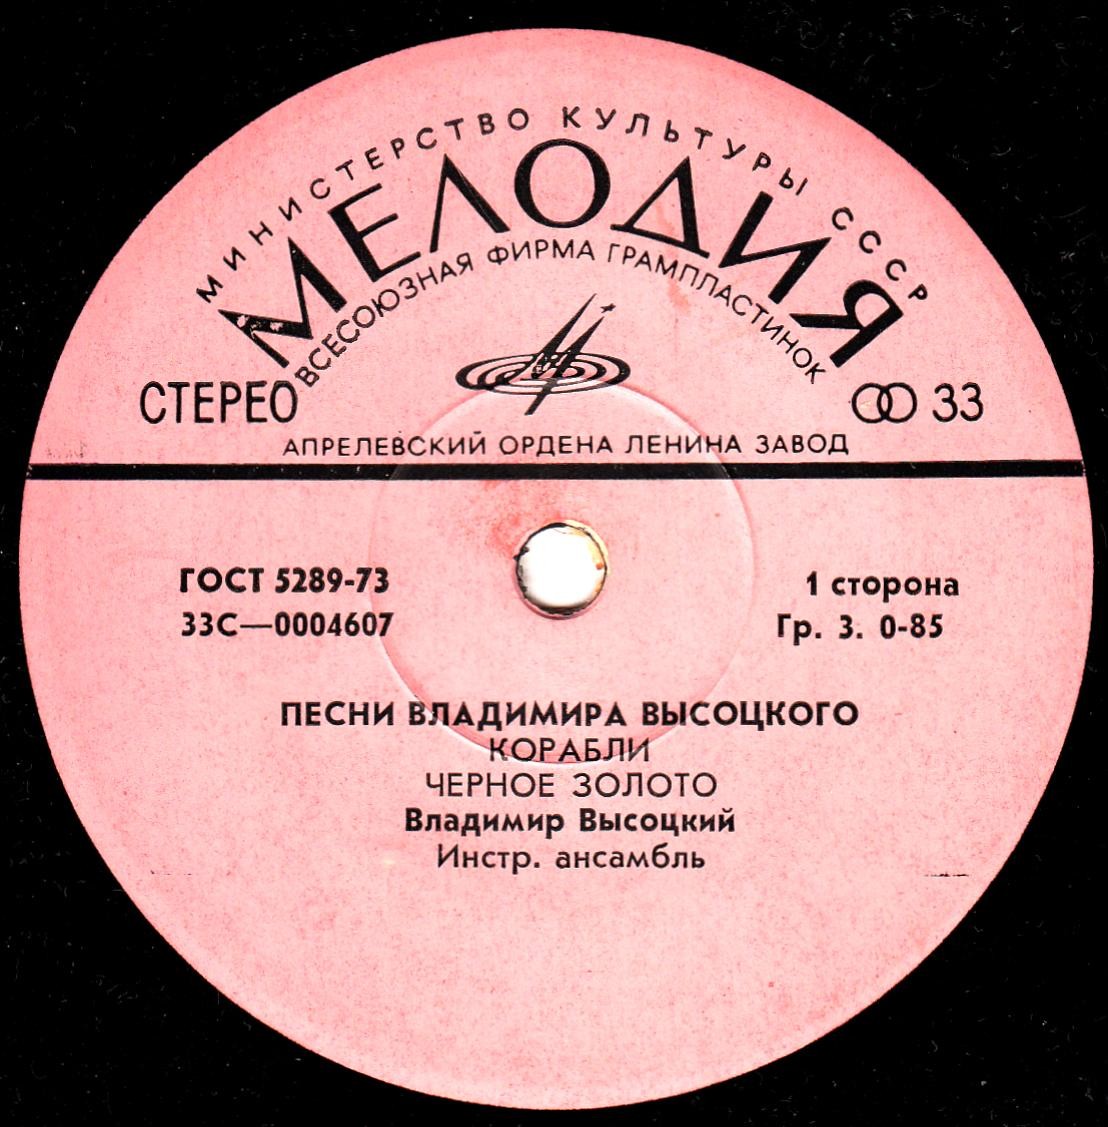 МИНИСТЕРСТВО КУЛЬТУРЫ СССР
МЕЛОДИЯ
ВСЕСОЮЗНАЯ ФИРМА ГРАМПЛАСТИНОК
СТЕРЕО
33
АПРЕЛЕВСКИЙ ОРДЕНА ЛЕНИНА ЗАВОД
ГОСТ 5289-73
33С—0004607
1 сторона
Гр. 3. 0-85
ПЕСНИ ВЛАДИМИРА ВЫСОЦКОГО
КОРАБЛИ
ЧЕРНОЕ ЗОЛОТО
Владимир Высоцкий
Инстр. ансамбль